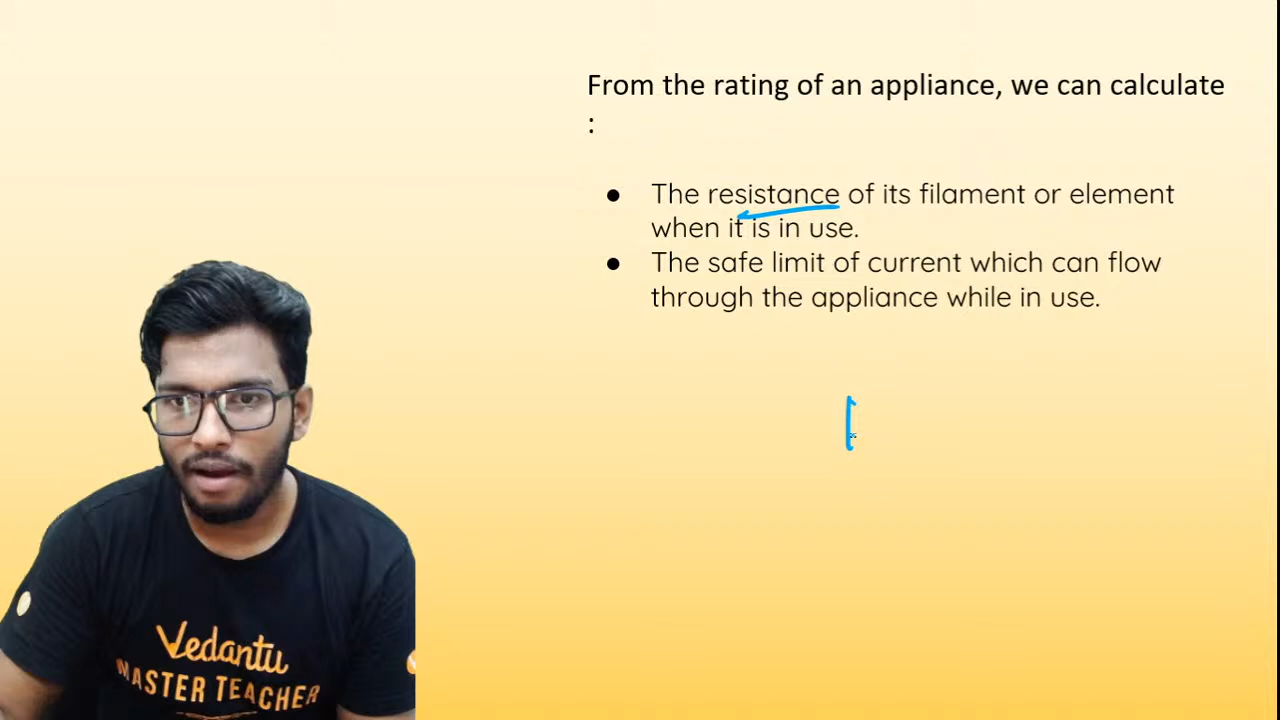 From the rating of an appliance, we can calculate
:
● The resistance of its filament or element
when it is in use.
● The safe limit of current which can flow
through the appliance while in use.
Vedantu
MASTER TEACHER